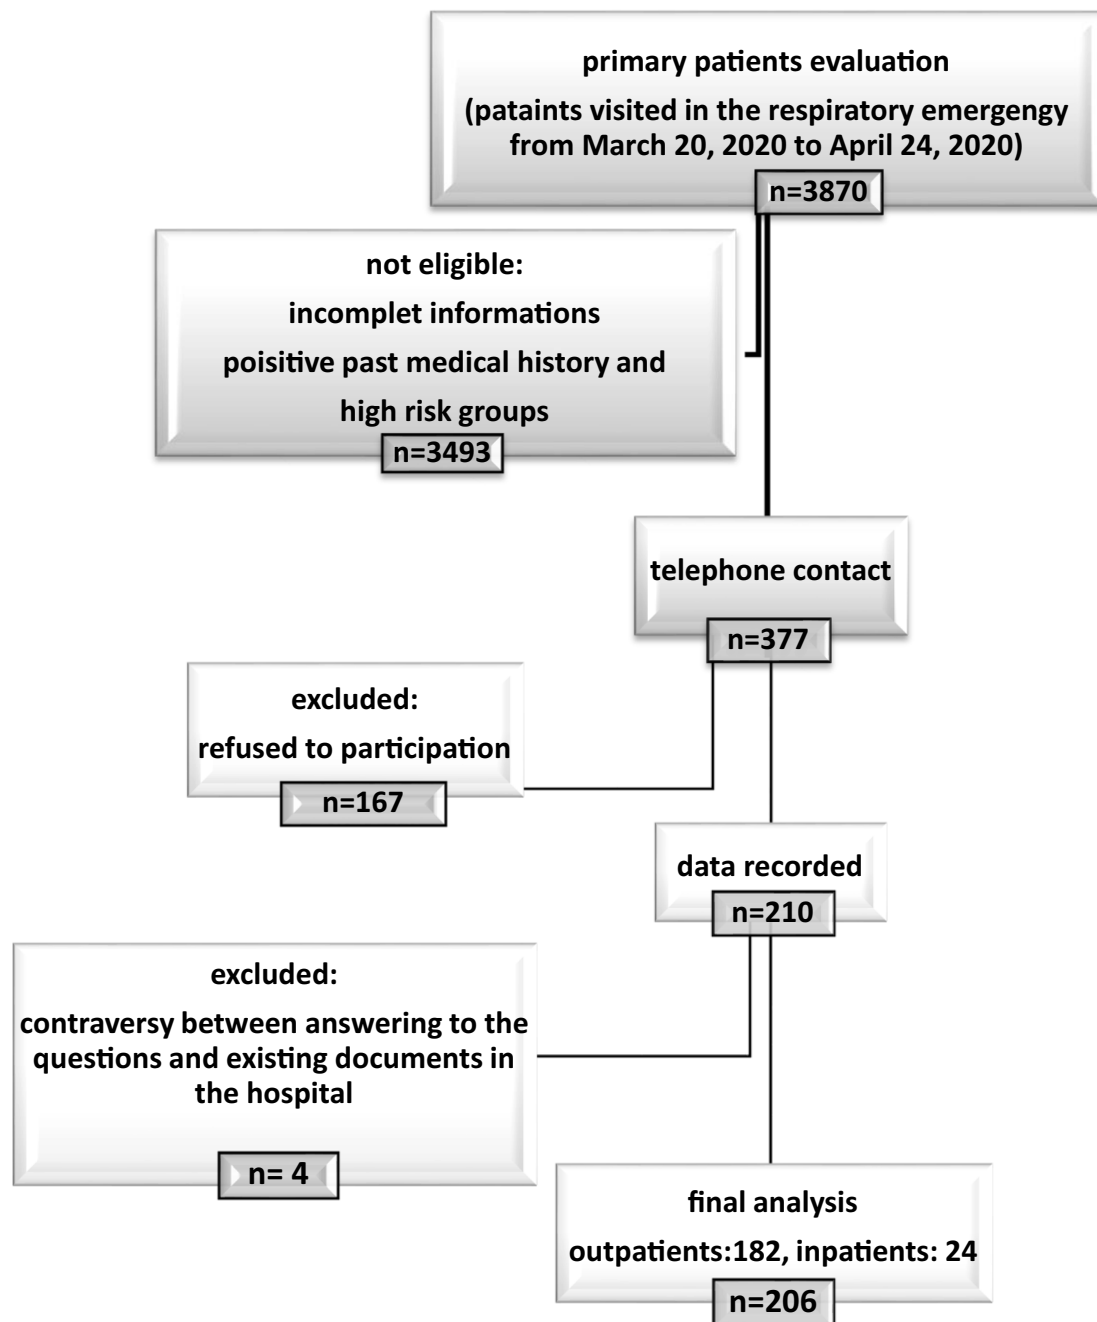 primary patients evaluation
(pataints visited in the respiratory emergengy
from March 20, 2020 to April 24, 2020)
n=3870
not eligible:
incomplet informations
poisitive past medical history and
high risk groups
n=3493
telephone contact
n=377
excluded:
refused to participation
n=167
data recorded
n=210
excluded:
contraversy between answering to the
questions and existing documents in
the hospital
n= 4
final analysis
outpatients:182, inpatients: 24
n=206